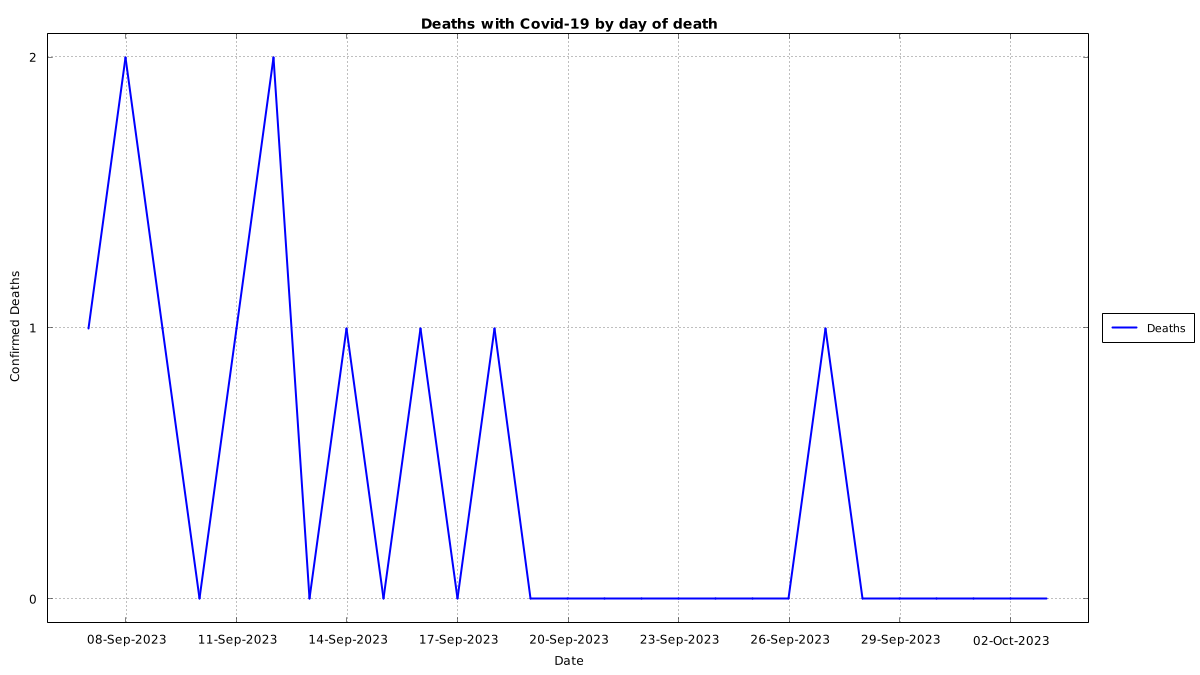 Deaths with Covid-19 by day of death
2
1
0
Confirmed Deaths
08-Sep-2023
11-Sep-2023
14-Sep-2023
17-Sep-2023
20-Sep-2023
23-Sep-2023
26-Sep-2023
29-Sep-2023
02-Oct-2023
Date
Deaths